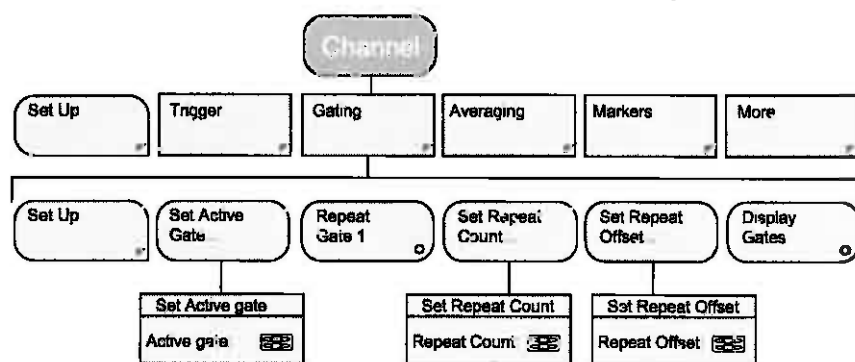 Channel
Set Up
Trigger
Gating
Averaging
Markers
More
Set Up
Set Active
Gate
Repeat
Gate 1
Set Repeat
Count
Set Repeat
Offset
Display
Gates
Set Active gate
Active gate
Set Repeat Count
Repeat Count
Set Repeat Offset
Repeat Offset